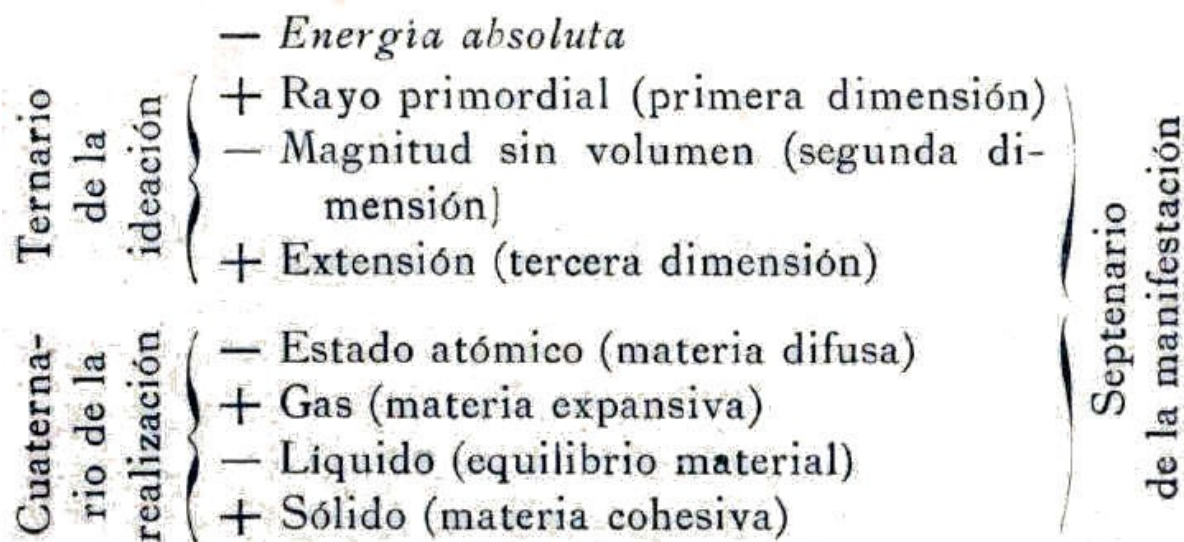 — Energia absoluta
Ternario
de la
ideación
+ Rayo primordial (primera dimensión)
— Magnitud sin volumen (segunda di-
mensión)
+ Extensión (tercera dimensión)
Cuaterna-
rio de la
realización
— Estado atómico (materia difusa)
+ Gas (materia expansiva)
— Líquido (equilibrio material)
+ Sólido (materia cohesiva)
Septenario
de la manifestación